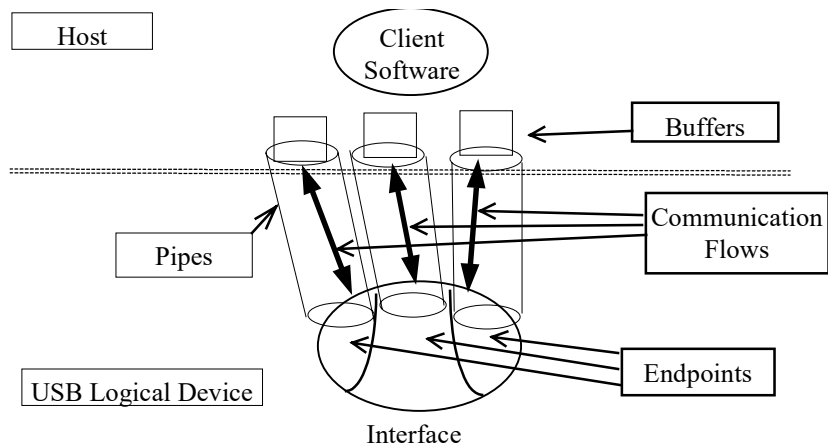 Host
Client
Software
Buffers
Communication
Flows
Pipes
Endpoints
USB Logical Device
Interface